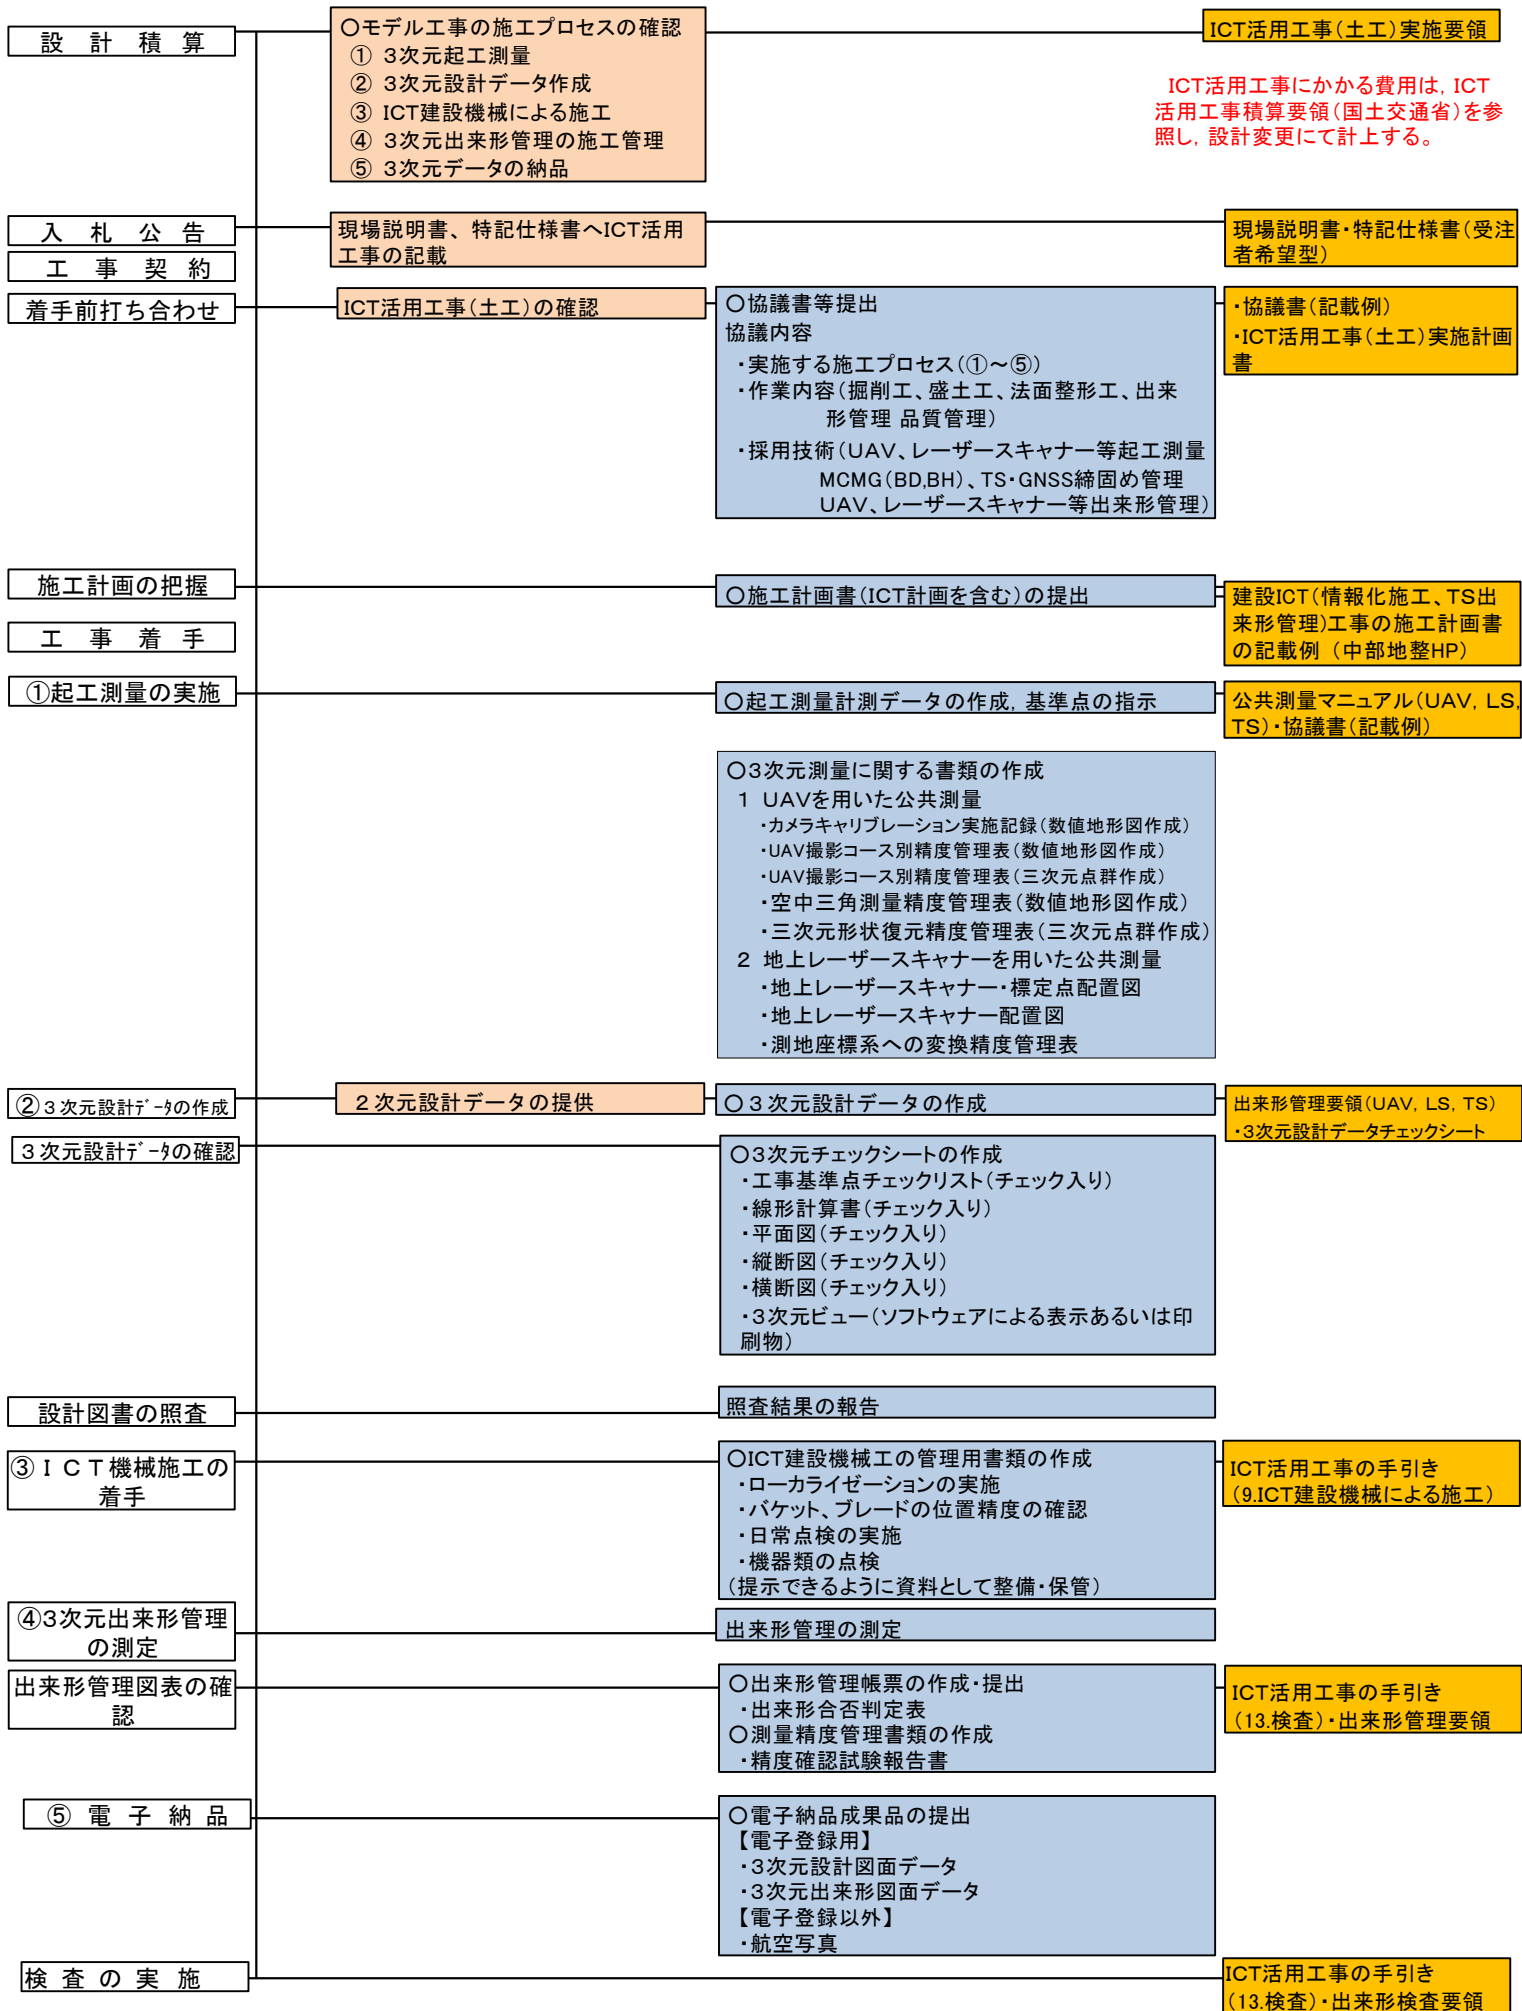 設計積算
○モデル工事の施工プロセスの確認
① 3次元起工測量
② 3次元設計データ作成
③ ICT建設機械による施工
④ 3次元出来形管理の施工管理
⑤ 3次元データの納品
ICT活用工事(土工)実施要領
ICT活用工事にかかる費用は, ICT
活用工事積算要領(国土交通省)を参
照し, 設計変更にて計上する。
入札公告
現場説明書、特記仕様書へICT活用
工事の記載
現場説明書・特記仕様書(受注
者希望型)
工事契約
着手前打ち合わせ
ICT活用工事(土工)の確認
○協議書等提出
協議内容
・実施する施工プロセス(①～⑤)
・作業内容(掘削工、盛土工、法面整形工、出来
形管理 品質管理)
・採用技術(UAV、レーザースキャナー等起工測量
MCMG(BD,BH)、TS・GNSS締固め管理
UAV、レーザースキャナー等出来形管理)
・協議書(記載例)
・ICT活用工事(土工)実施計画
書
施工計画の把握
○施工計画書(ICT計画を含む)の提出
建設ICT(情報化施工、TS出
来形管理)工事の施工計画書
の記載例 (中部地整HP)
工事着手
①起工測量の実施
○起工測量計測データの作成, 基準点の指示
公共測量マニュアル(UAV, LS,
TS)・協議書(記載例)
○3次元測量に関する書類の作成
1 UAVを用いた公共測量
・カメラキャリブレーション実施記録(数値地形図作成)
・UAV撮影コース別精度管理表(数値地形図作成)
・UAV撮影コース別精度管理表(三次元点群作成)
・空中三角測量精度管理表(数値地形図作成)
・三次元形状復元精度管理表(三次元点群作成)
2 地上レーザースキャナーを用いた公共測量
・地上レーザースキャナー・標定点配置図
・地上レーザースキャナー配置図
・測地座標系への変換精度管理表
②3次元設計ﾃﾞｰﾀの作成
2次元設計データの提供
○3次元設計データの作成
出来形管理要領(UAV, LS, TS)
・3次元設計データチェックシート
3次元設計ﾃﾞｰﾀの確認
○3次元チェックシートの作成
・工事基準点チェックリスト(チェック入り)
・線形計算書(チェック入り)
・平面図(チェック入り)
・縦断図(チェック入り)
・横断図(チェック入り)
・3次元ビュー(ソフトウェアによる表示あるいは印
刷物)
設計図書の照査
照査結果の報告
③ICT機械施工の
着手
○ICT建設機械工の管理用書類の作成
・ローカライゼーションの実施
・バケット、ブレードの位置精度の確認
・日常点検の実施
・機器類の点検
(提示できるように資料として整備・保管)
ICT活用工事の手引き
(9.ICT建設機械による施工)
④3次元出来形管理
の測定
出来形管理の測定
出来形管理図表の確
認
○出来形管理帳票の作成・提出
・出来形合否判定表
○測量精度管理書類の作成
・精度確認試験報告書
ICT活用工事の手引き
(13.検査)・出来形管理要領
⑤電子納品
○電子納品成果品の提出
【電子登録用】
・3次元設計図面データ
・3次元出来形図面データ
【電子登録以外】
・航空写真
検査の実施
ICT活用工事の手引き
(13.検査)・出来形検査要領